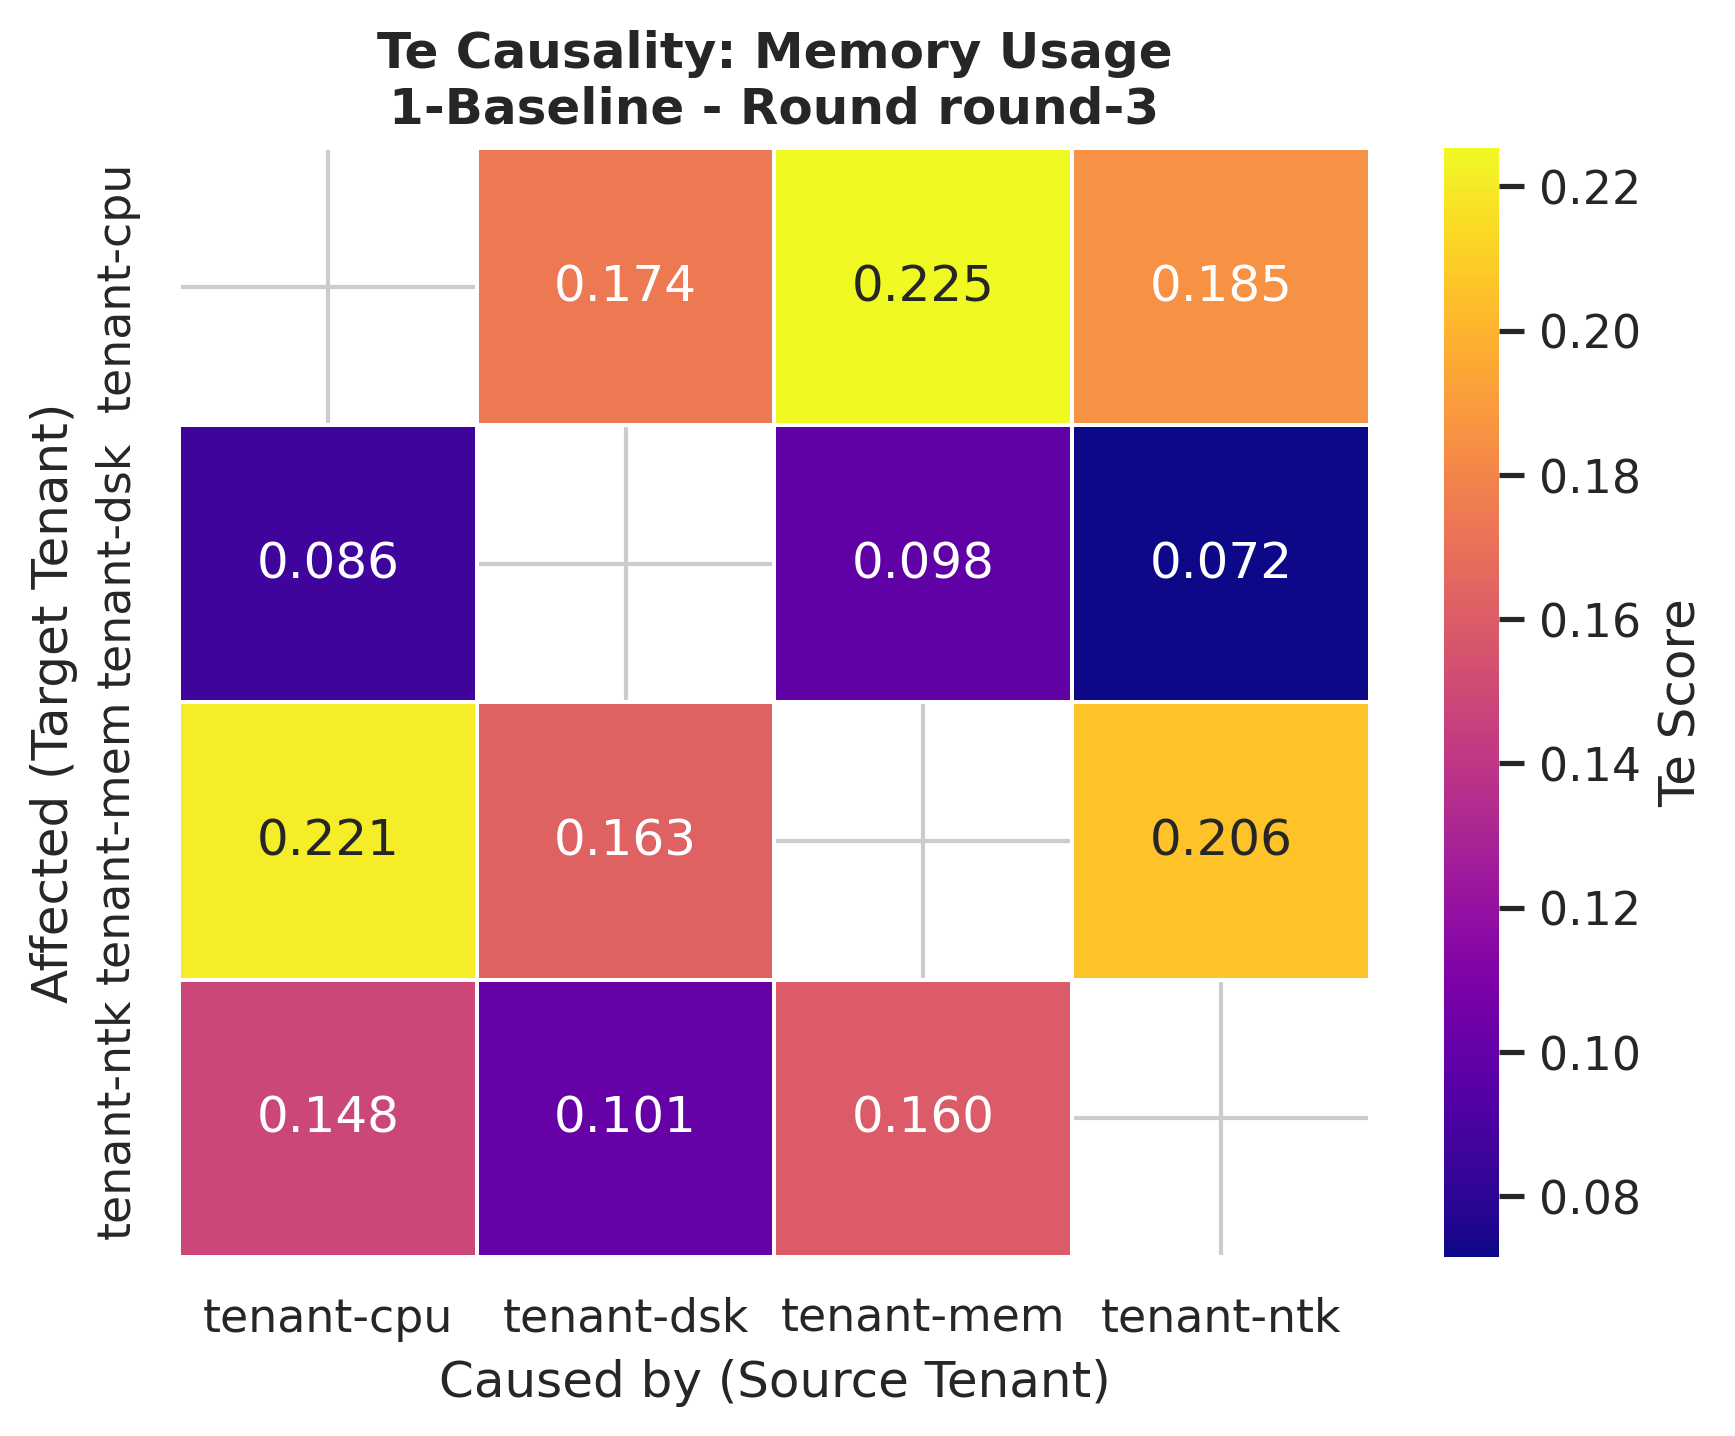 Te Causality: Memory Usage
1-Baseline - Round round-3
Affected (Target Tenant)
tenant-cpu
0.174 0.225 0.185
tenant-dsk
0.086 0.098 0.072
tenant-mem
0.221 0.163 0.206
tenant-ntk
0.148 0.101 0.160
tenant-cpu tenant-dsk tenant-mem tenant-ntk
Caused by (Source Tenant)
0.22
0.20
0.18
0.16
0.14
0.12
0.10
0.08
Te Score